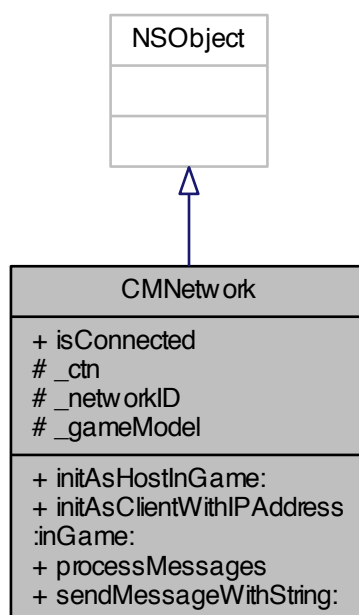 NSObject
CMNetwork
+ isConnected
# _ctn
# _networkID
# _gameModel
+ initAsHostInGame:
+ initAsClientWithIPAddress
:inGame:
+ processMessages
+ sendMessageWithString: